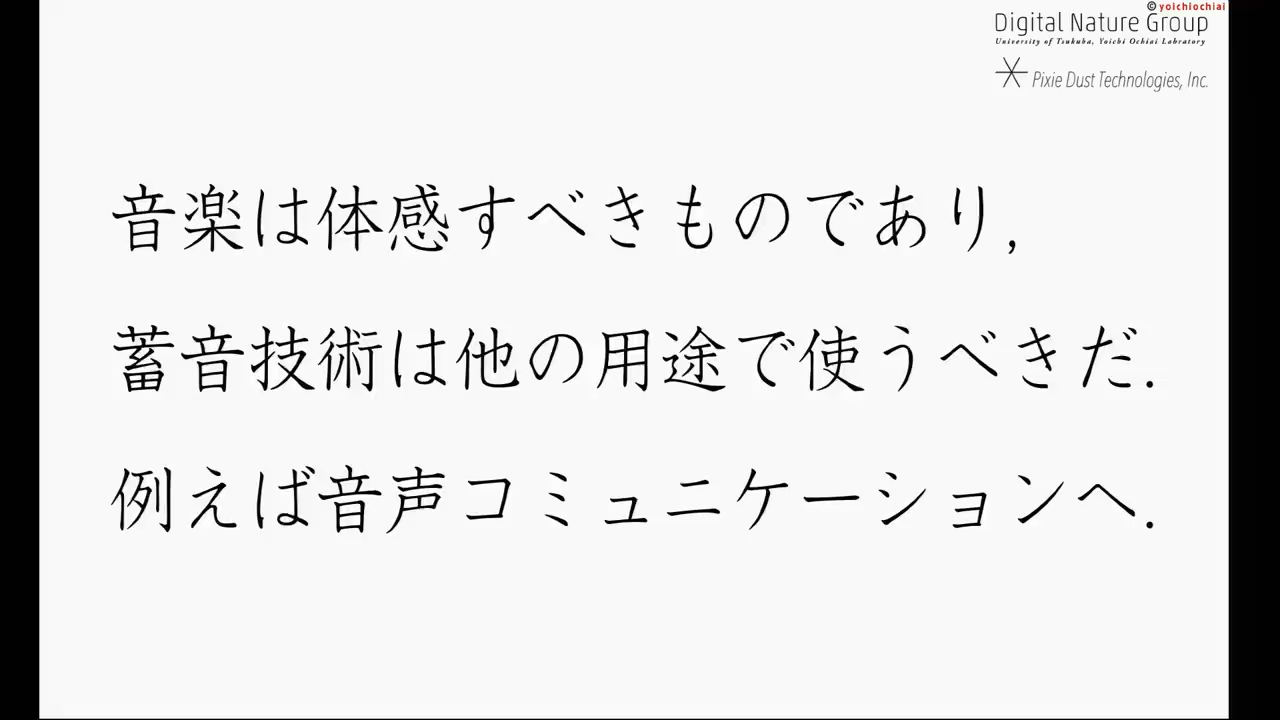 ©yoichiochiai
Digital Nature Group
University of Tsukuba, Yoichi Ochiai Labratory
Pixie Dust Technologies, Inc.
音楽は体感すべきものであり,
蓄音技術は他の用途で使うべきだ.
例えば音声コミュニケーションへ.